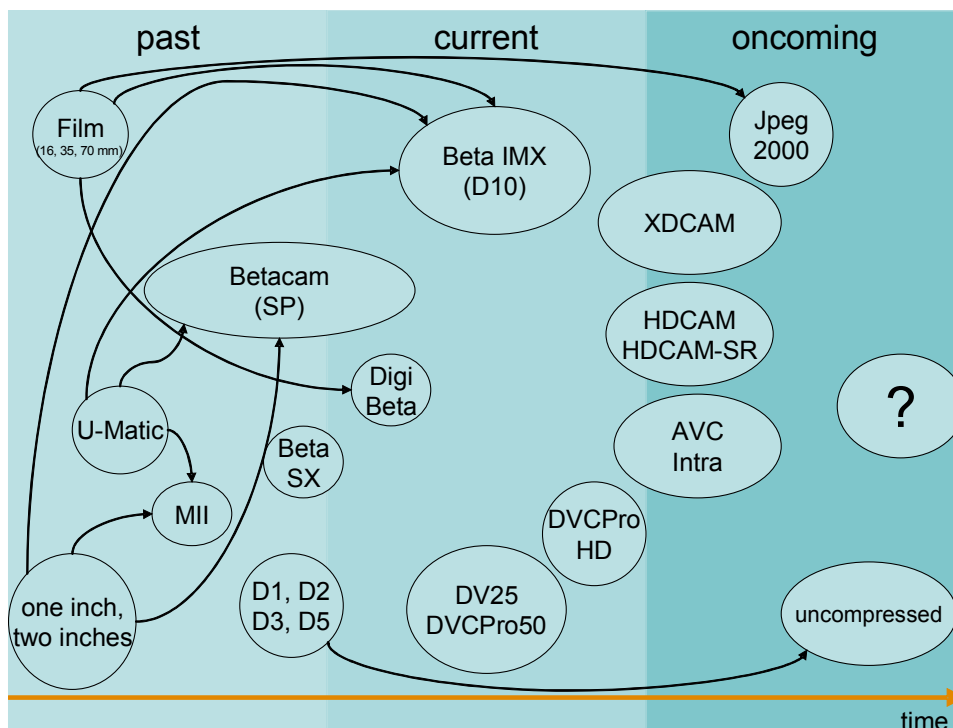 past
current
oncoming
Film
(16, 35, 70 mm)
Beta IMX
(D10)
Jpeg
2000
XDCAM
Betacam
(SP)
HDCAM
HDCAM-SR
Digi
Beta
?
U-Matic
Beta
SX
AVC
Intra
MII
DVCPro
HD
one inch,
two inches
D1, D2
D3, D5
DV25
DVCPro50
uncompressed
time